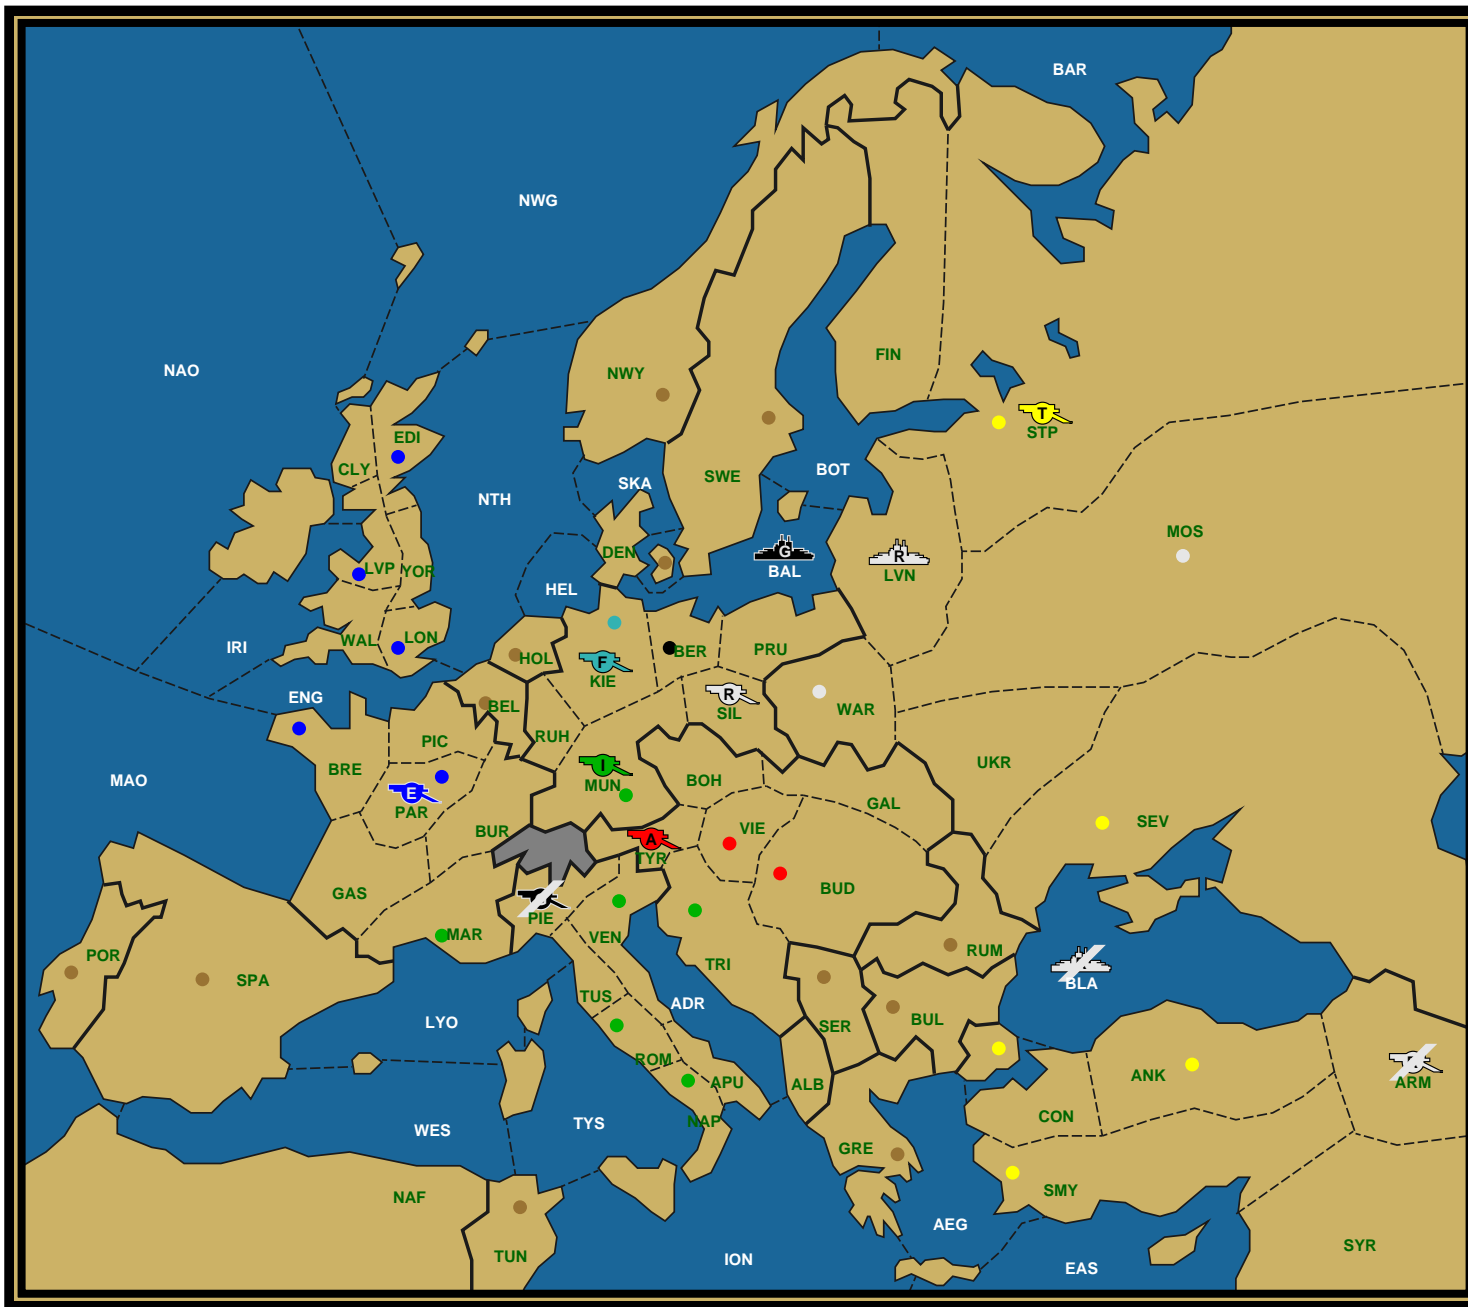 BAR
NWG
NAO
FIN
NWY
T
STP
EDI
CLY
SWE
BOT
SKA
NTH
MOS
DEN
G
BAL
R
LVN
LVP
YOR
HEL
IRI
WAL
LON
HOL
F
KIE
BER
PRU
ENG
BEL
R
SIL
WAR
RUH
PIC
BRE
I
MUN
BOH
UKR
MAO
E
PAR
GAL
BUR
A
TYR
VIE
SEV
GAS
BUD
PIE
MAR
VEN
POR
SPA
TRI
RUM
BLA
TUS
ADR
LYO
SER
BUL
ROM
APU
ALB
ANK
ARM
NAP
CON
WES
TYS
GRE
NAF
SMY
AEG
TUN
ION
EAS
SYR